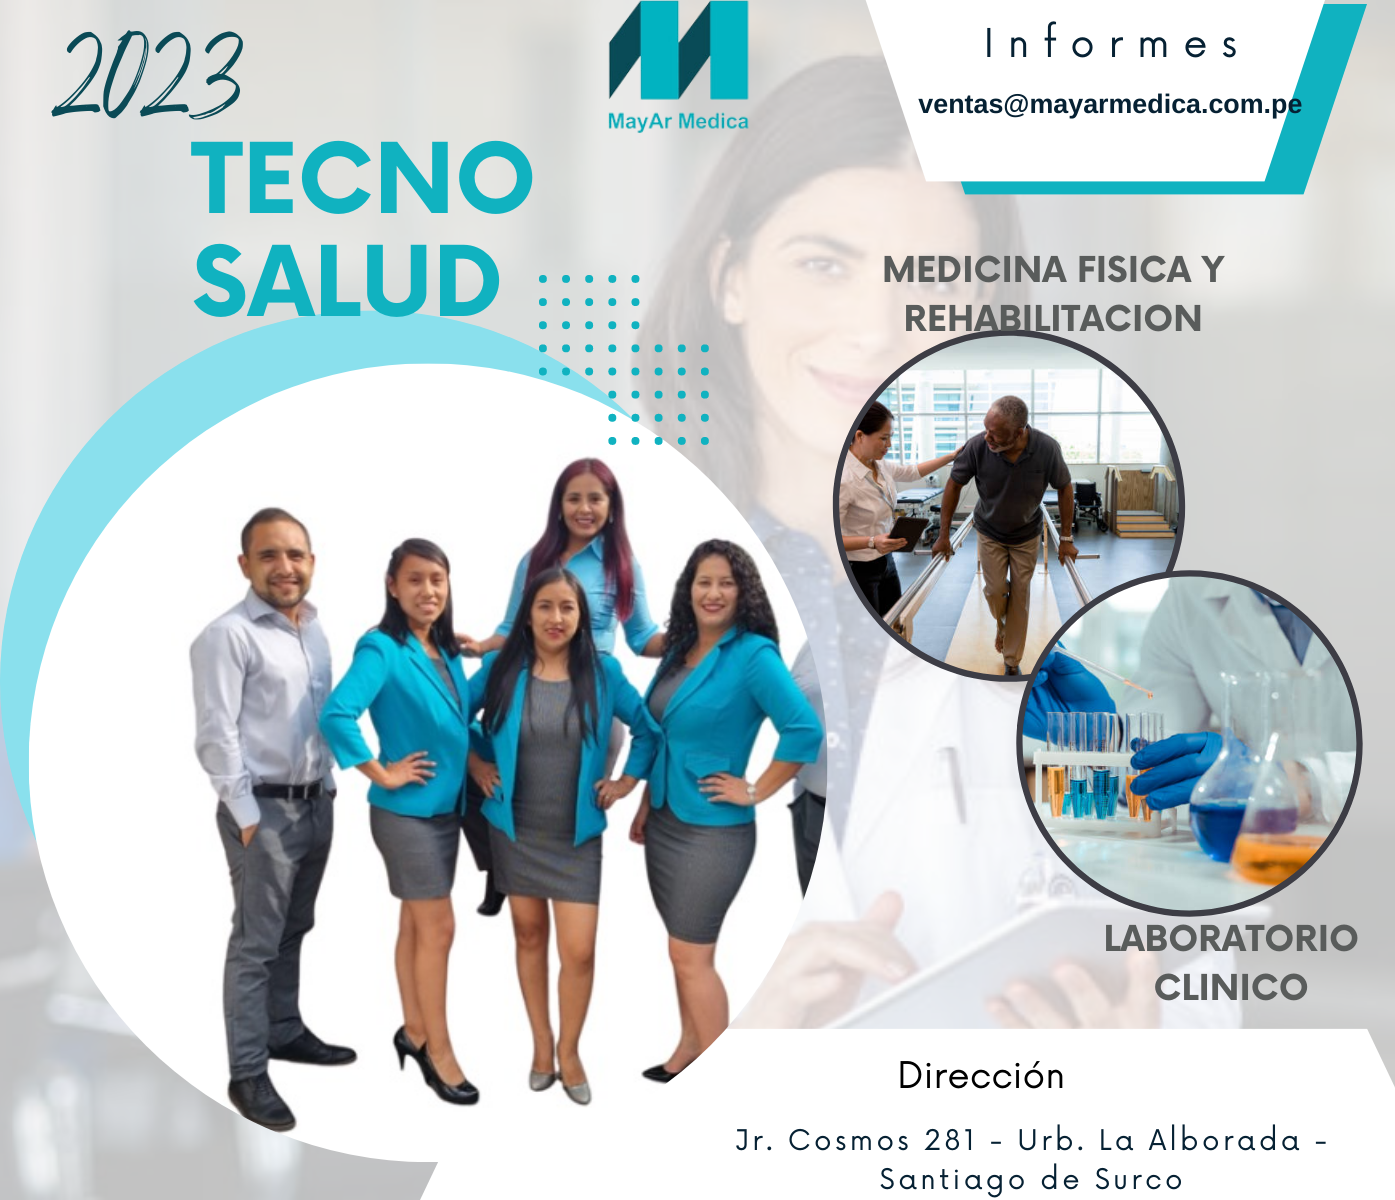 2023
MayAr Medica
Informes
ventas@mayarmedica.com.pe
TECNO
SALUD
MEDICINA FISICA Y
REHABILITACION
LABORATORIO
CLINICO
Dirección
Jr. Cosmos 281 - Urb. La Alborada -
Santiago de Surco